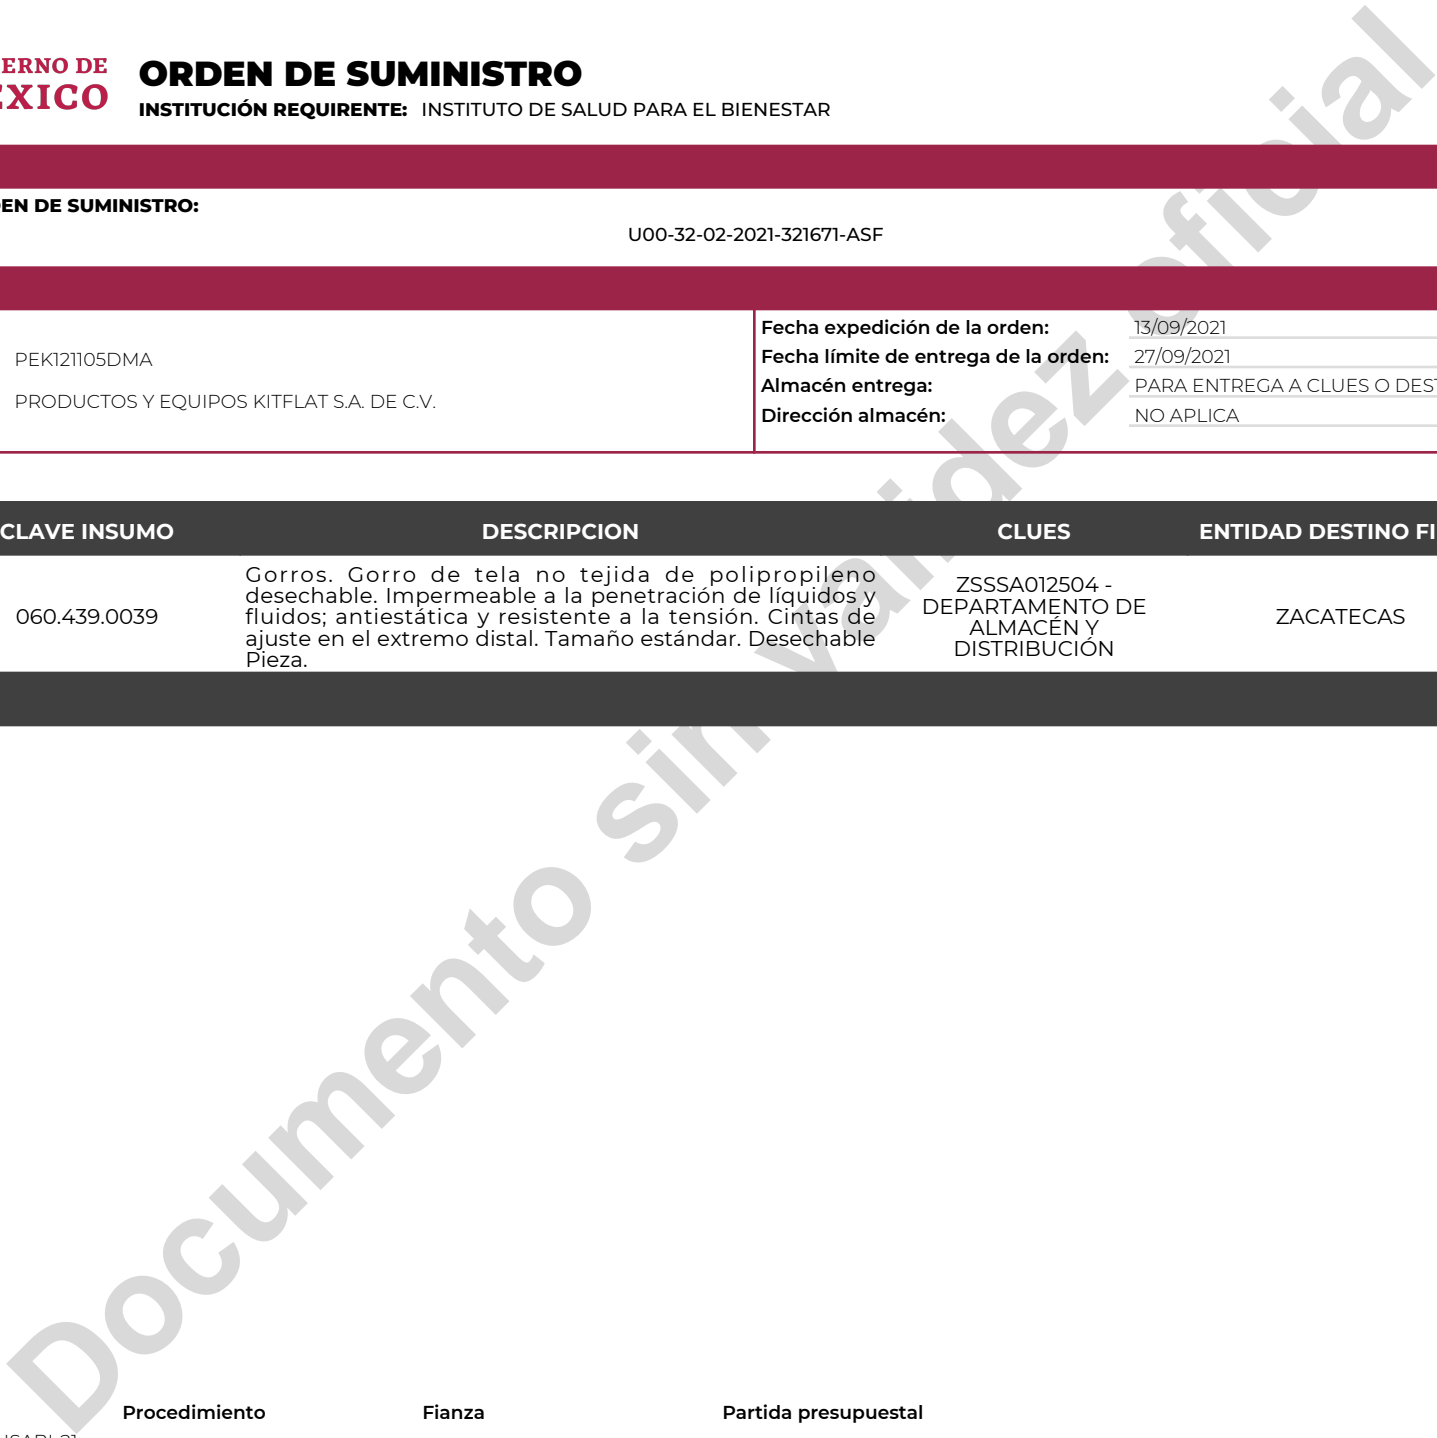 ERNO DE
ÉXICO
ORDEN DE SUMINISTRO
INSTITUCIÓN REQUIRENTE: INSTITUTO DE SALUD PARA EL BIENESTAR
EN DE SUMINISTRO:
U00-32-02-2021-321671-ASF
PEK121105DMA
PRODUCTOS Y EQUIPOS KITFLAT S.A. DE C.V.
Fecha expedición de la orden: 13/09/2021
Fecha límite de entrega de la orden: 27/09/2021
Almacén entrega: PARA ENTREGA A CLUES O DEST
Dirección almacén: NO APLICA
CLAVE INSUMO DESCRIPCION CLUES ENTIDAD DESTINO FI
060.439.0039
Gorros. Gorro de tela no tejida de polipropileno
desechable. Impermeable a la penetración de líquidos y
fluidos; antiestática y resistente a la tensión. Cintas de
ajuste en el extremo distal. Tamaño estándar. Desechable
Pieza.
ZSSSA012504 -
DEPARTAMENTO DE
ALMACÉN Y
DISTRIBUCIÓN
ZACATECAS
Documento sin validez oficial
Procedimiento Fianza Partida presupuestal